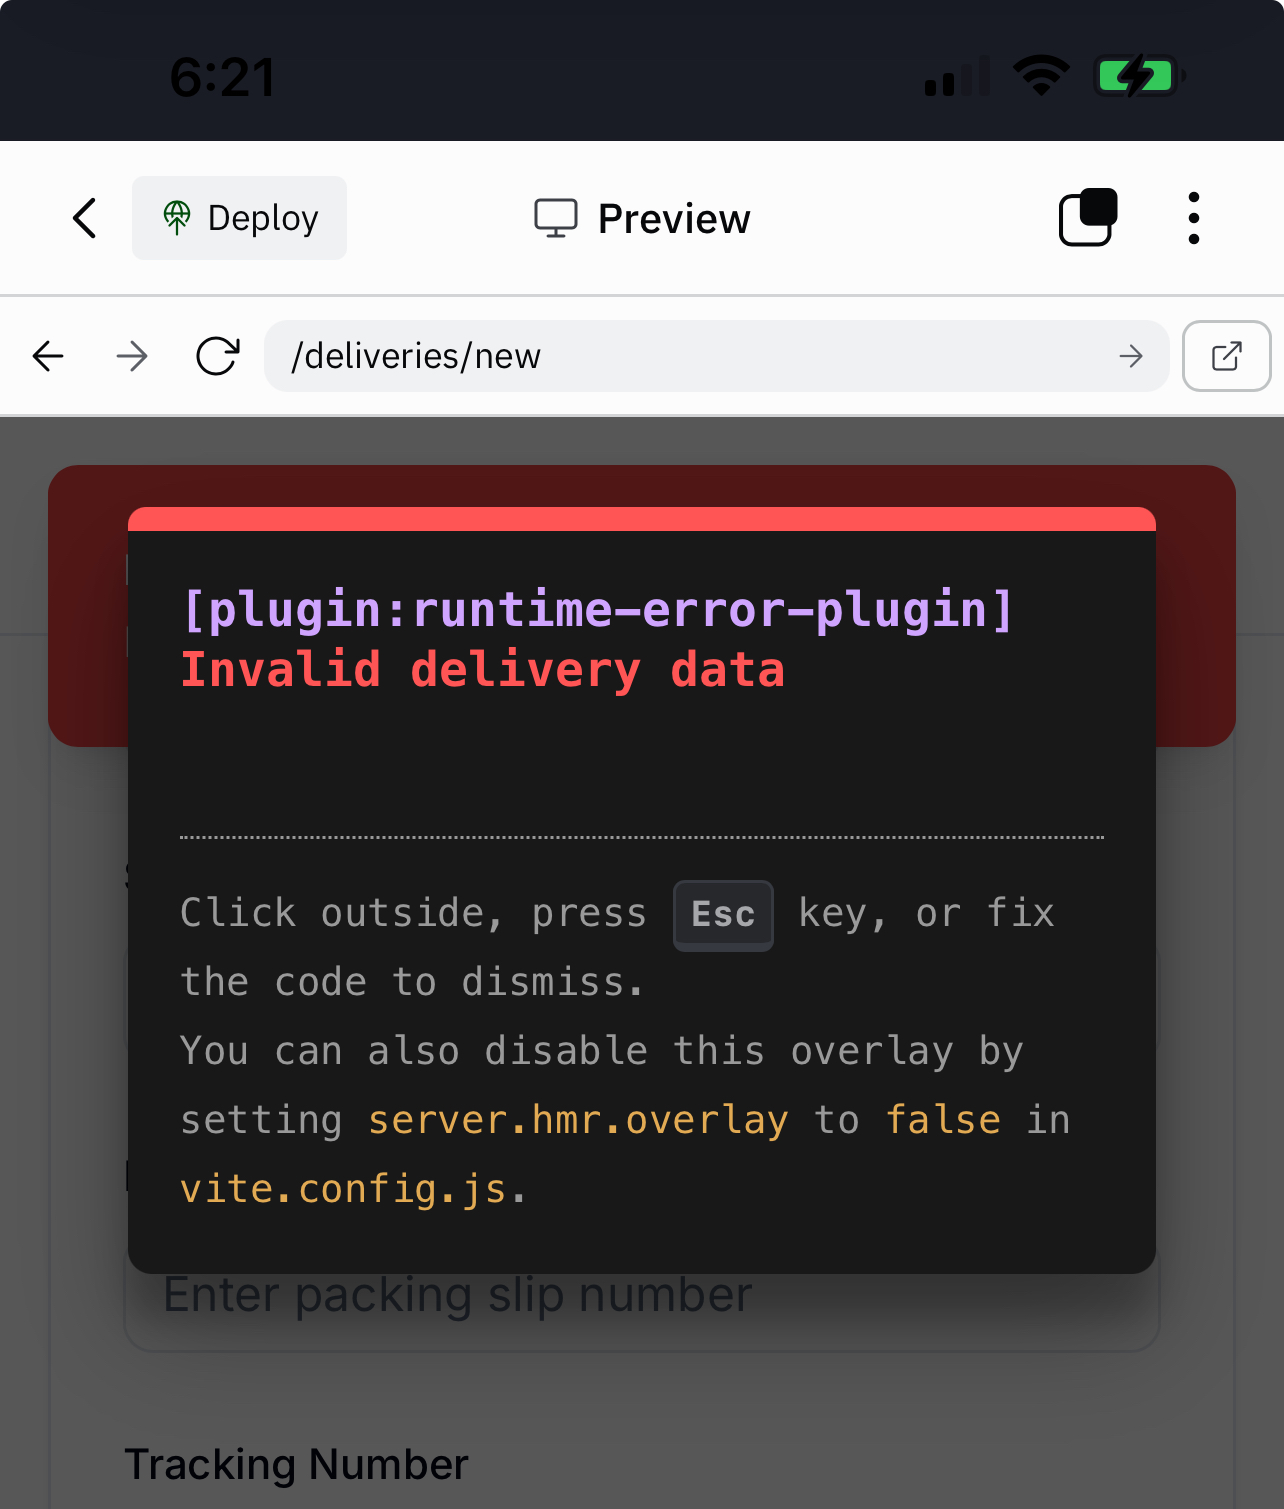 6:21
Deploy
Preview
/deliveries/new
[plugin:runtime-error-plugin]
Invalid delivery data
Click outside, press Esc key, or fix
the code to dismiss.
You can also disable this overlay by
setting server.hmr.overlay to false in
vite.config.js.
Enter packing slip number
Tracking Number